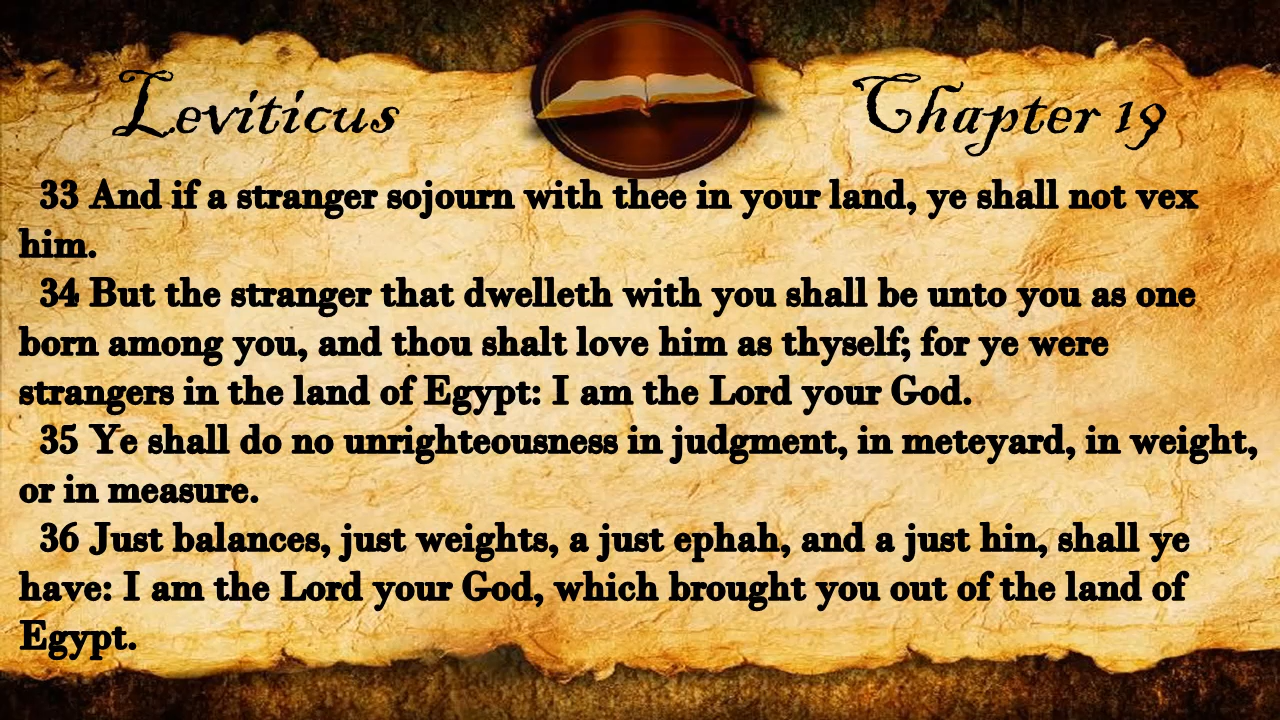 Leviticus Chapter 19
33 And if a stranger sojourn with thee in your land, ye shall not vex
him.
34 But the stranger that dwelleth with you shall be unto you as one
born among you, and thou shalt love him as thyself; for ye were
strangers in the land of Egypt: I am the Lord your God.
35 Ye shall do no unrighteousness in judgment, in meteyard, in weight,
or in measure.
36 Just balances, just weights, a just ephah, and a just hin, shall ye
have: I am the Lord your God, which brought you out of the land of
Egypt.